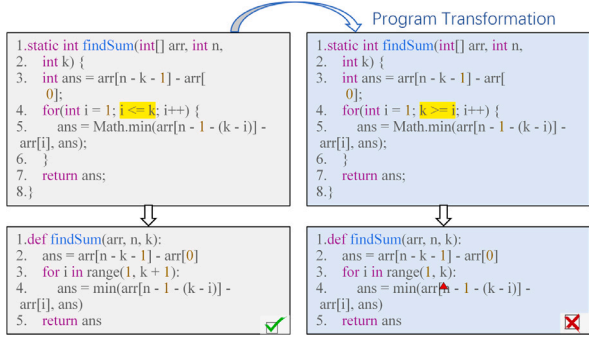 Program Transformation
1.static int findSum(int[] arr, int n,
2. int k) {
3. int ans = arr[n - k - 1] - arr[
0];
4. for(int i = 1; i <= k; i++) {
5. ans = Math.min(arr[n - 1 - (k - i)] -
arr[i], ans);
6. }
7. return ans;
8.}
1.static int findSum(int[] arr, int n,
2. int k) {
3. int ans = arr[n - k - 1] - arr[
0];
4. for(int i = 1; k >= i; i++) {
5. ans = Math.min(arr[n - 1 - (k - i)] -
arr[i], ans);
6. }
7. return ans;
8.}
1.def findSum(arr, n, k):
2. ans = arr[n - k - 1] - arr[0]
3. for i in range(1, k + 1):
4. ans = min(arr[n - 1 - (k - i)] -
arr[i], ans)
5. return ans
1.def findSum(arr, n, k):
2. ans = arr[n - k - 1] - arr[0]
3. for i in range(1, k):
4. ans = min(arr[n - 1 - (k - i)] -
arr[i], ans)
5. return ans